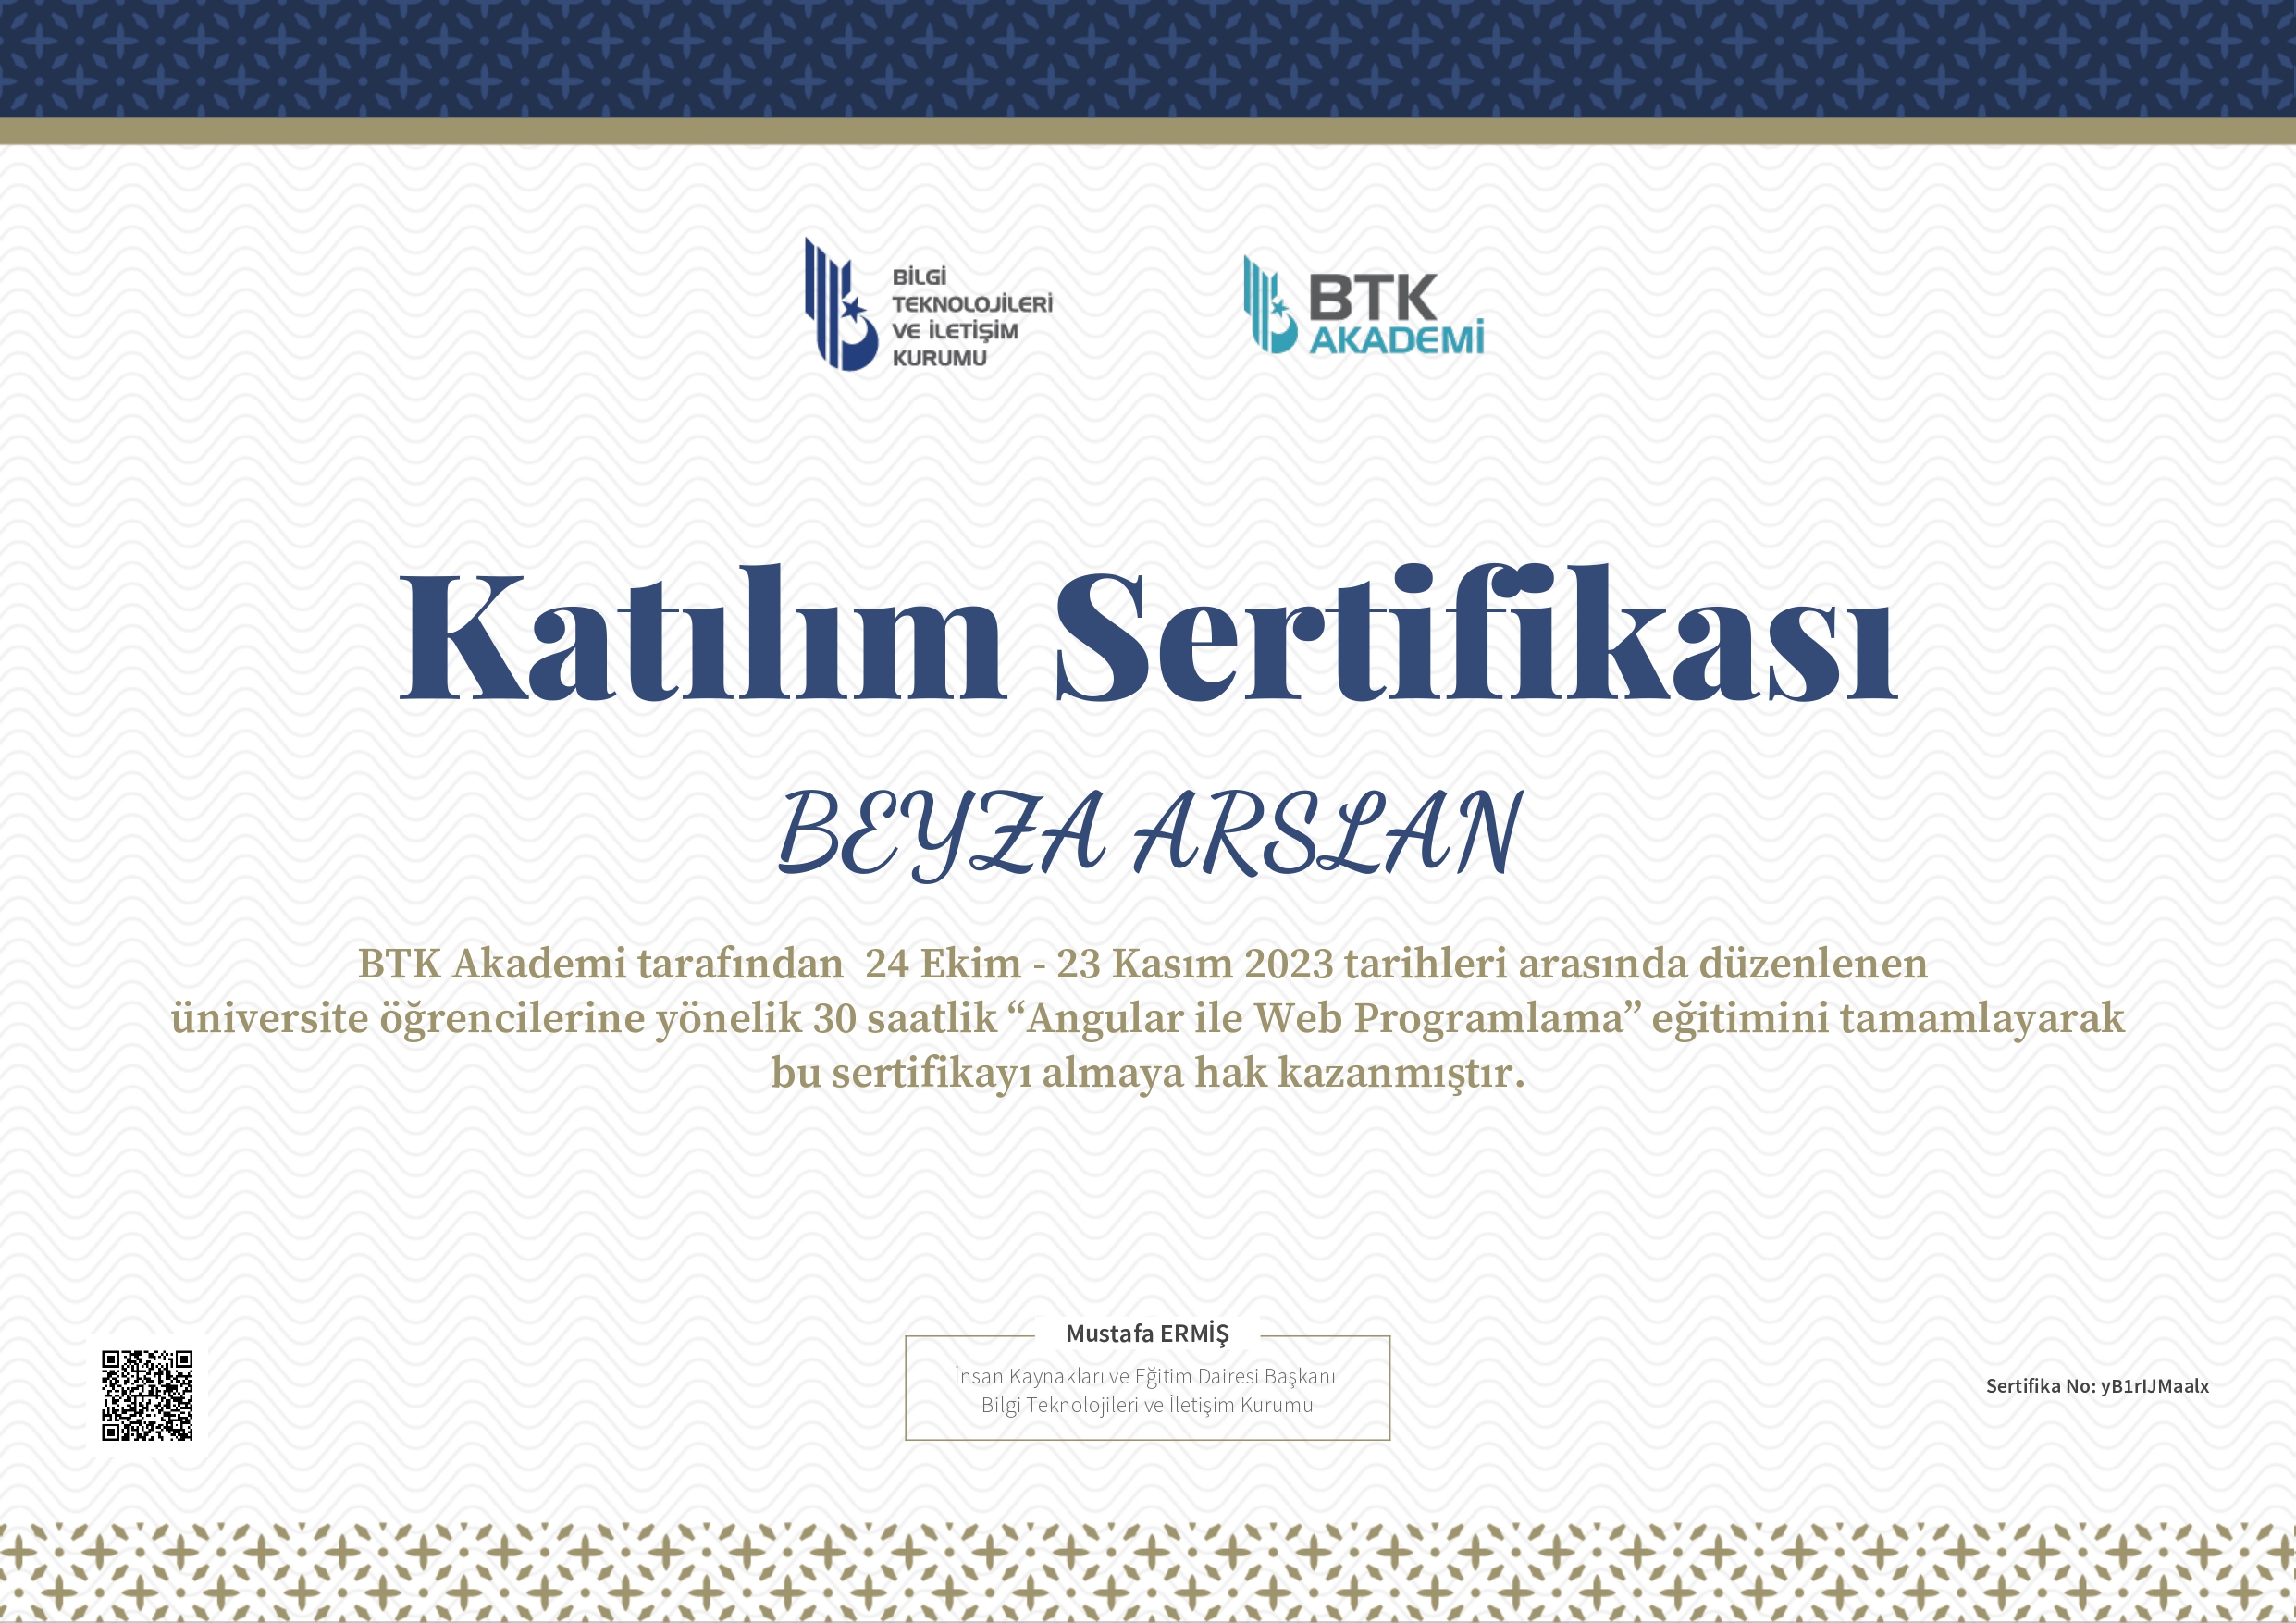 BİLGİ
TEKNOLOJİLERİ
VE İLETİŞİM
KURUMU
BTK
AKADEMİ
Katılım Sertifikası
BEYZA ARSLAN
BTK Akademi tarafından 24 Ekim - 23 Kasım 2023 tarihleri arasında düzenlenen
üniversite öğrencilerine yönelik 30 saatlik “Angular ile Web Programlama” eğitimini tamamlayarak
bu sertifikayı almaya hak kazanmıştır.
Mustafa ERMİŞ
İnsan Kaynakları ve Eğitim Dairesi Başkanı
Bilgi Teknolojileri ve İletişim Kurumu
Sertifika No: yB1rIJMaalx